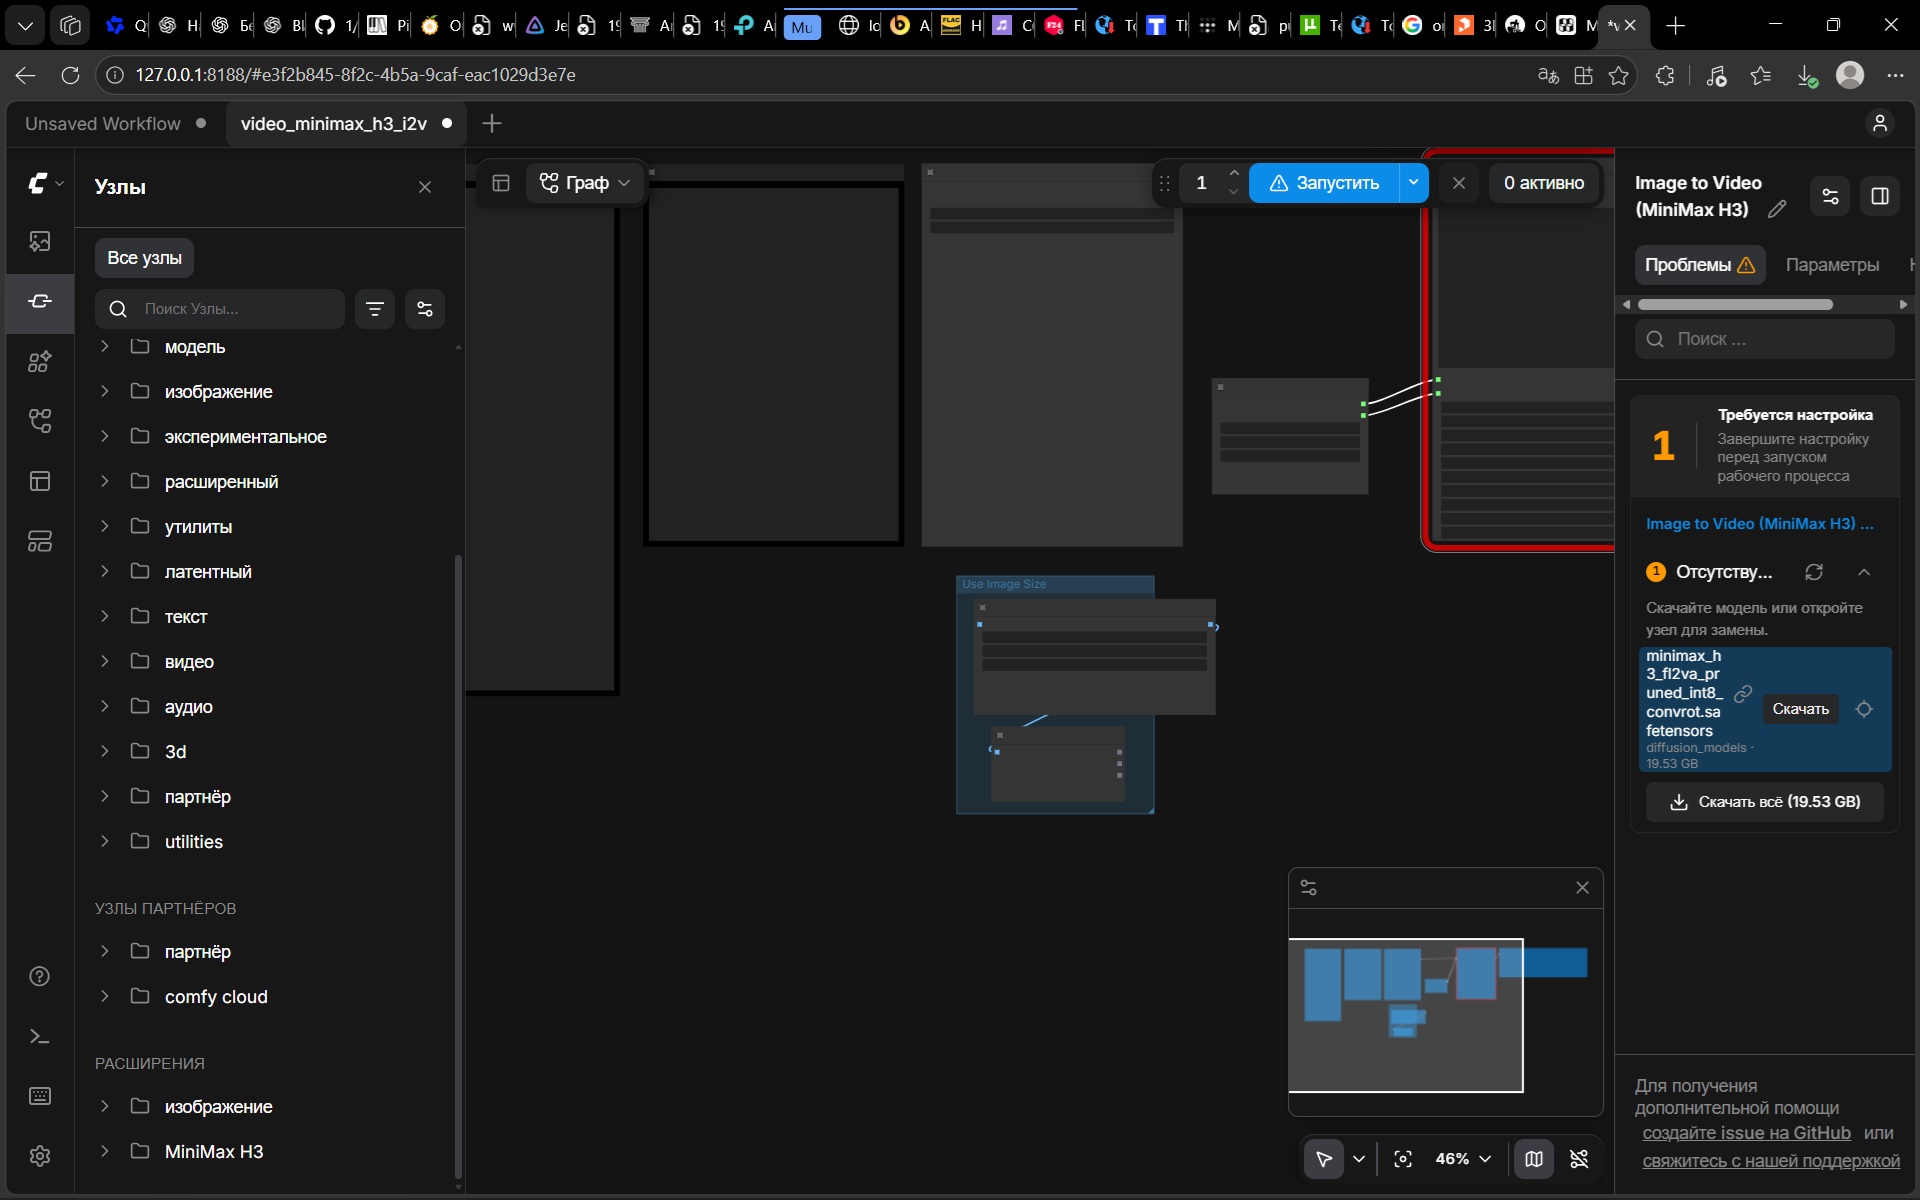 127.0.0.1:8188/#e3f2b845-8f2c-4b5a-9caf-eac1029d3e7e
Unsaved Workflow
video_minimax_h3_i2v
Узлы
Граф
1
Запустить
0 активно
Image to Video
(MiniMax H3)
Все узлы
Проблемы
Параметры
Поиск Узлы...
Поиск ...
модель
изображение
экспериментальное
расширенный
утилиты
латентный
текст
видео
аудио
3d
партнёр
utilities
УЗЛЫ ПАРТНЁРОВ
партнёр
comfy cloud
РАСШИРЕНИЯ
изображение
MiniMax H3
Use Image Size
1
Требуется настройка
Завершите настройку
перед запуском
рабочего процесса
Image to Video (MiniMax H3) ...
1
Отсутству...
Скачайте модель или откройте
узел для замены.
minimax_h
3_fl2va_pr
uned_int8_
convrot.sa
fetensors
Скачать
diffusion_models ·
19.53 GB
Скачать всё (19.53 GB)
46%
Для получения
дополнительной помощи
создайте issue на GitHub или
свяжитесь с нашей поддержкой